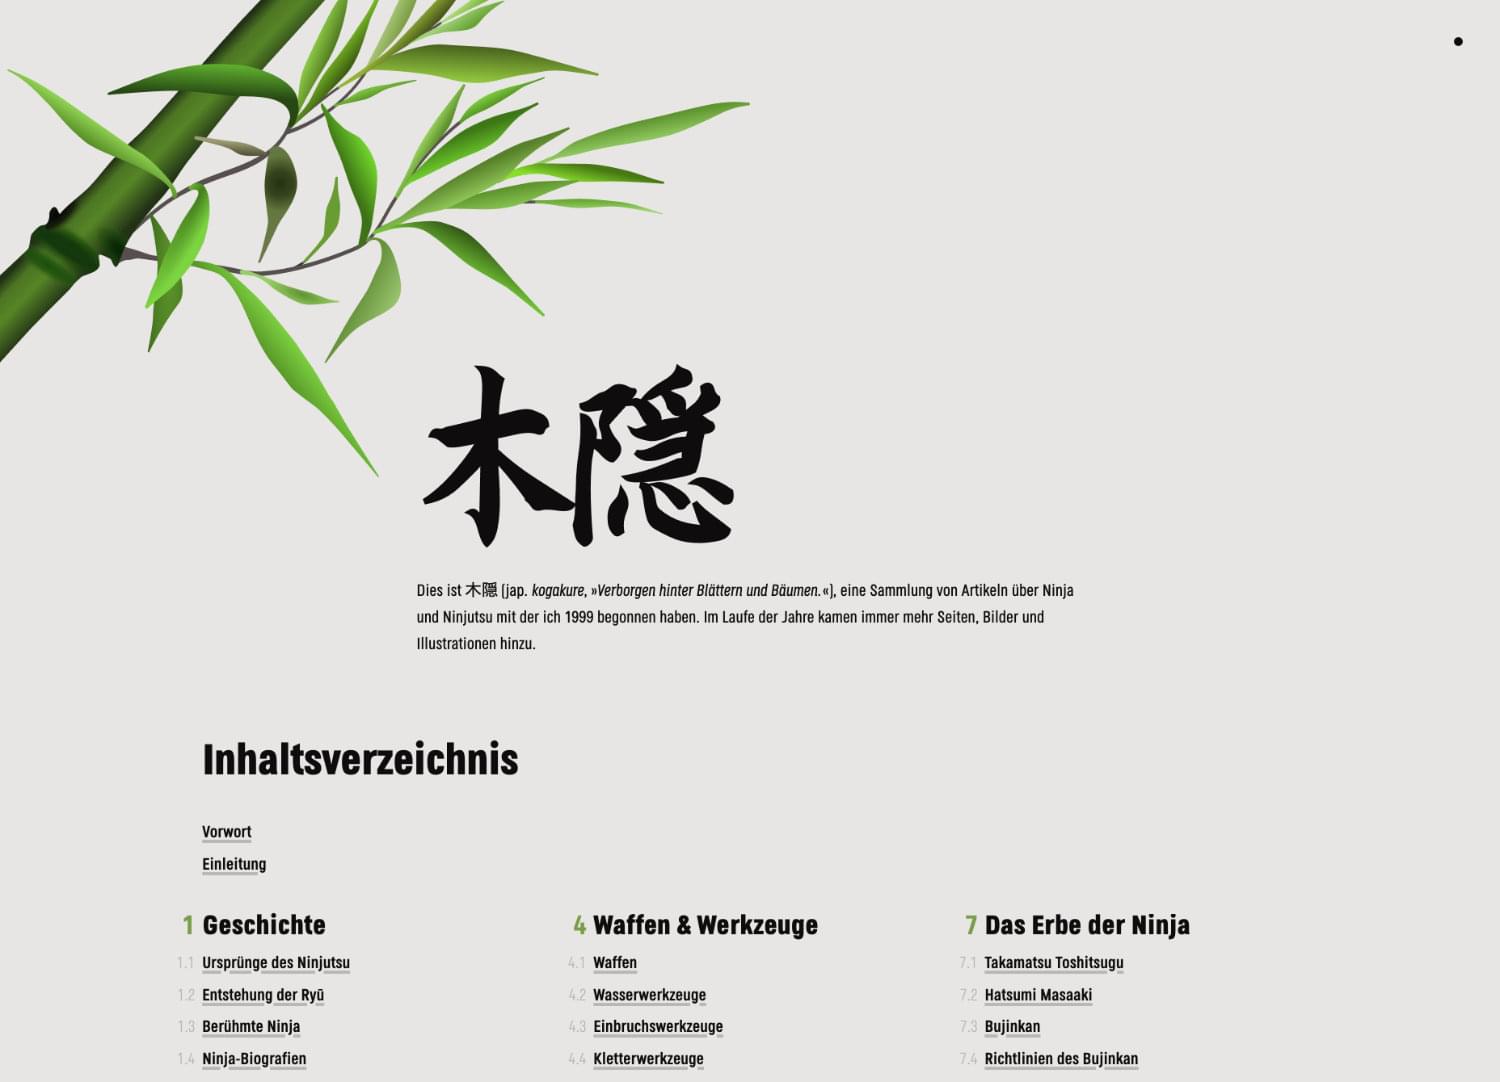 木隠
Dies ist 木隠 (jap. kogakure, »Verborgen hinter Blättern und Bäumen.«), eine Sammlung von Artikeln über Ninja
und Ninjutsu mit der ich 1999 begonnen haben. Im Laufe der Jahre kamen immer mehr Seiten, Bilder und
Illustrationen hinzu.
Inhaltsverzeichnis
Vorwort
Einleitung
1 Geschichte
1.1 Ursprünge des Ninjutsu
1.2 Entstehung der Ryū
1.3 Berühmte Ninja
1.4 Ninja-Biografien
4 Waffen & Werkzeuge
4.1 Waffen
4.2 Wasserwerkzeuge
4.3 Einbruchswerkzeuge
4.4 Kletterwerkzeuge
7 Das Erbe der Ninja
7.1 Takamatsu Toshitsugu
7.2 Hatsumi Masaaki
7.3 Bujinkan
7.4 Richtlinien des Bujinkan